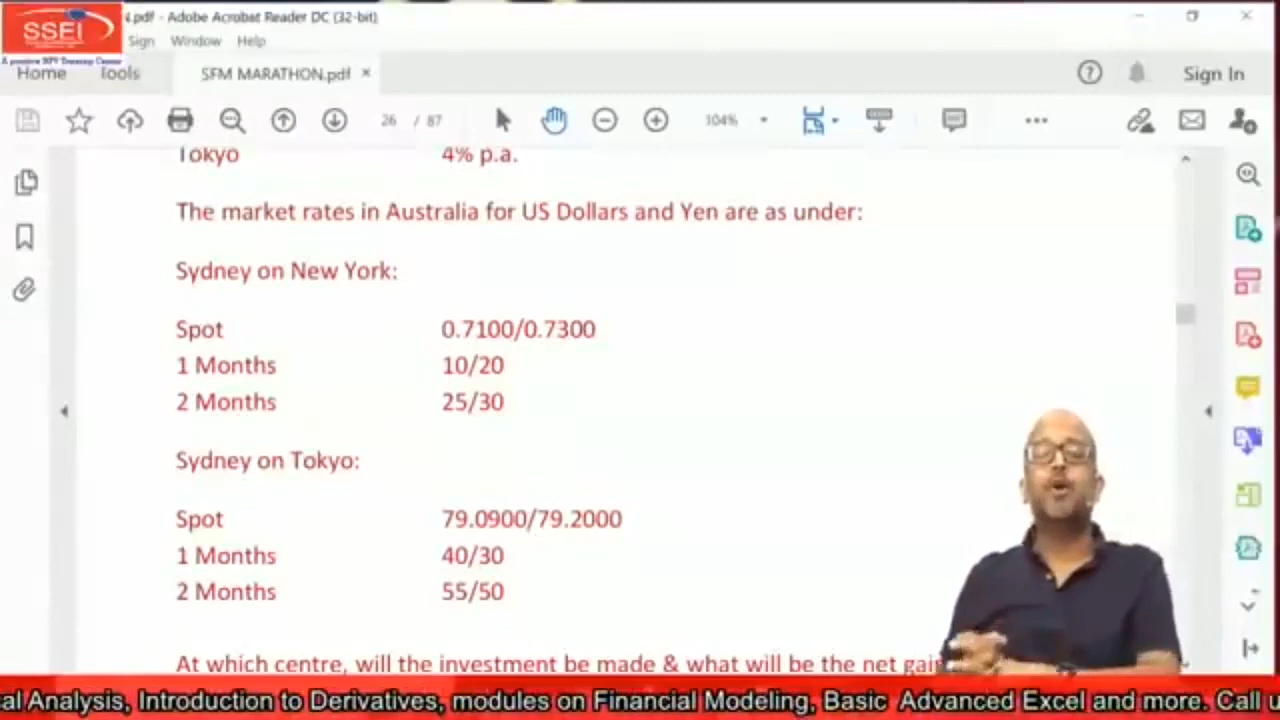 SSEI
.pdf - Adobe Acrobat Reader DC (32-bit)
Sign Window Help
Home Tools SFM MARATHON.pdf × Sign In
26 / 87 104%
Tokyo 4% p.a.
The market rates in Australia for US Dollars and Yen are as under:
Sydney on New York:
Spot 0.7100/0.7300
1 Months 10/20
2 Months 25/30
Sydney on Tokyo:
Spot 79.0900/79.2000
1 Months 40/30
2 Months 55/50
At which centre, will the investment be made & what will be the net gain
al Analysis, Introduction to Derivatives, modules on Financial Modeling, Basic Advanced Excel and more. Call u